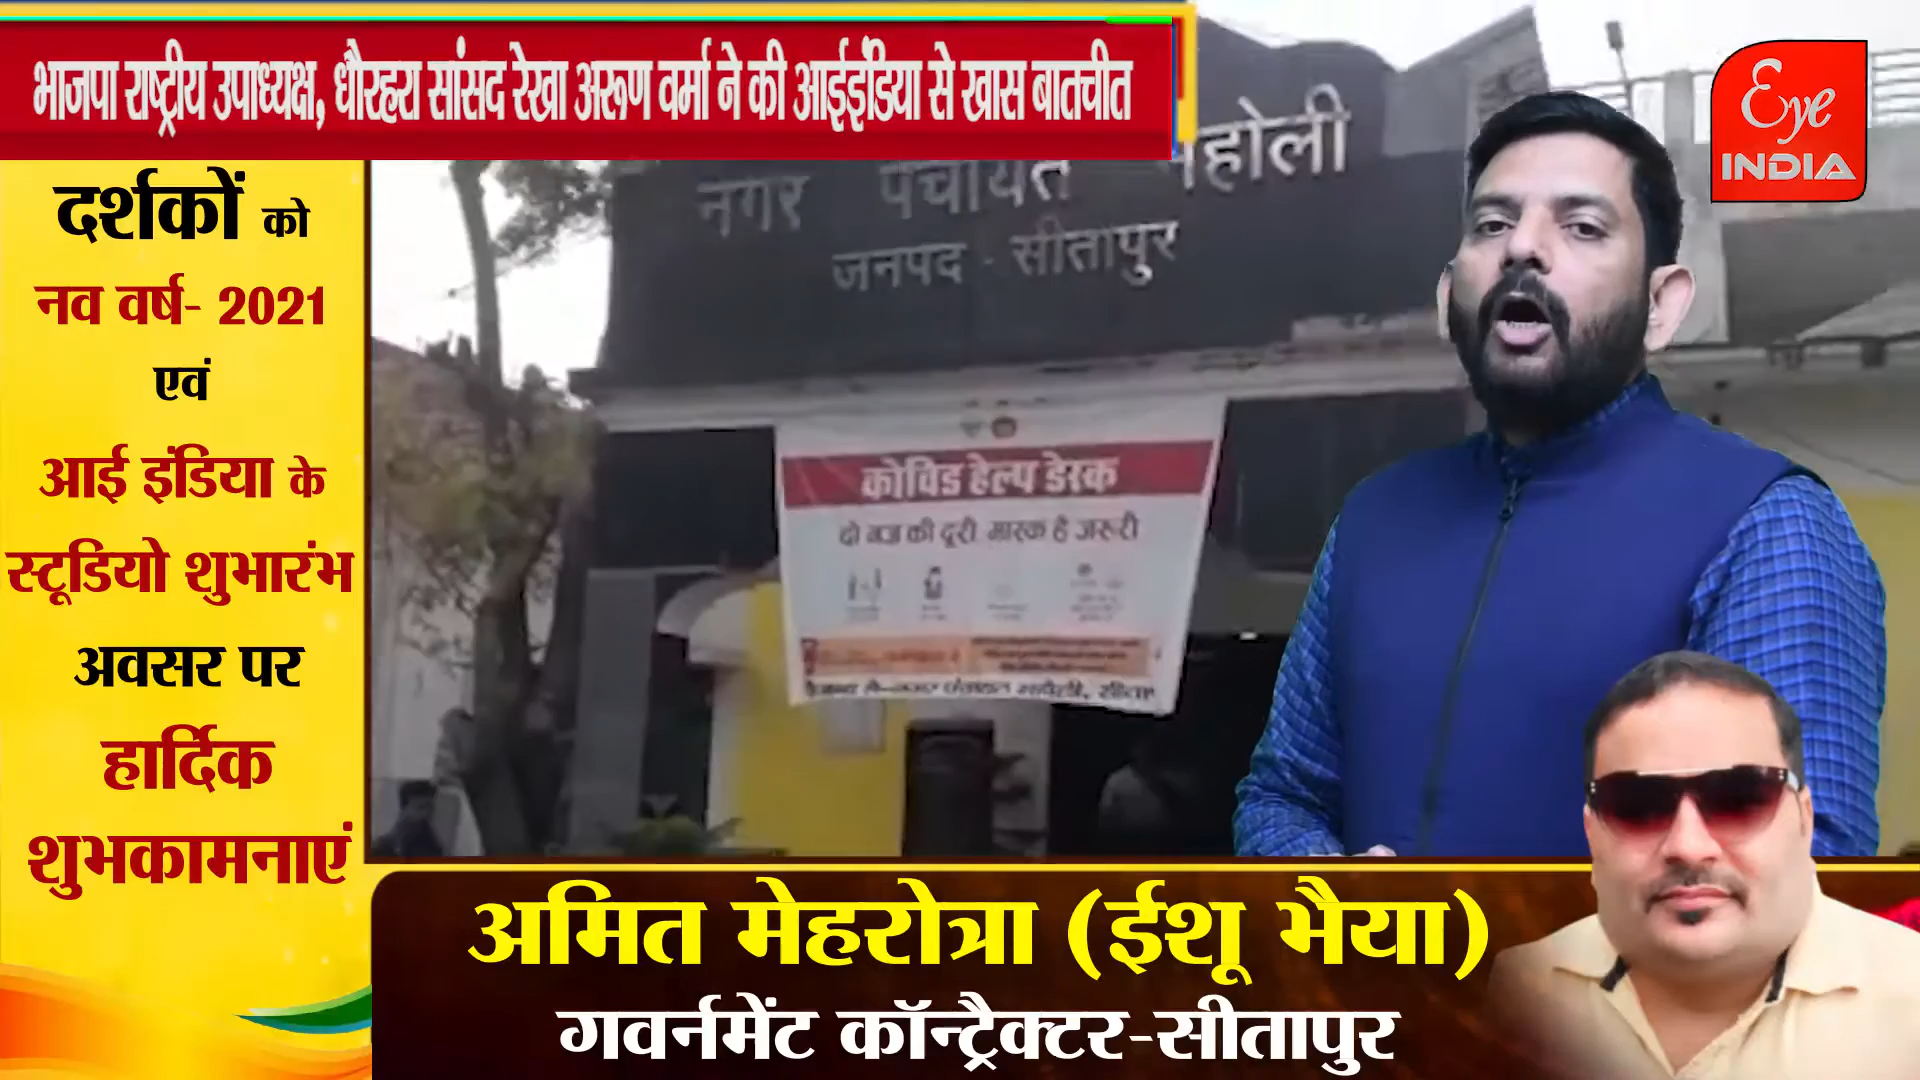 भाजपा राष्ट्रीय उपाध्यक्ष, धौरहरा सांसद रेखा अरूण वर्मा ने की आईइंडिया से खास बातचीत
Eye
INDIA
दर्शकों को
नव वर्ष- 2021
एवं
आई इंडिया के
स्टूडियो शुभारंभ
अवसर पर
हार्दिक
शुभकामनाएं
नगर पंचायत महोली
जनपद - सीतापुर
कोविड हेल्प डेस्क
दो गज की दूरी मास्क है जरूरी
अमित मेहरोत्रा (ईशू भैया)
गवर्नमेंट कॉन्ट्रैक्टर-सीतापुर